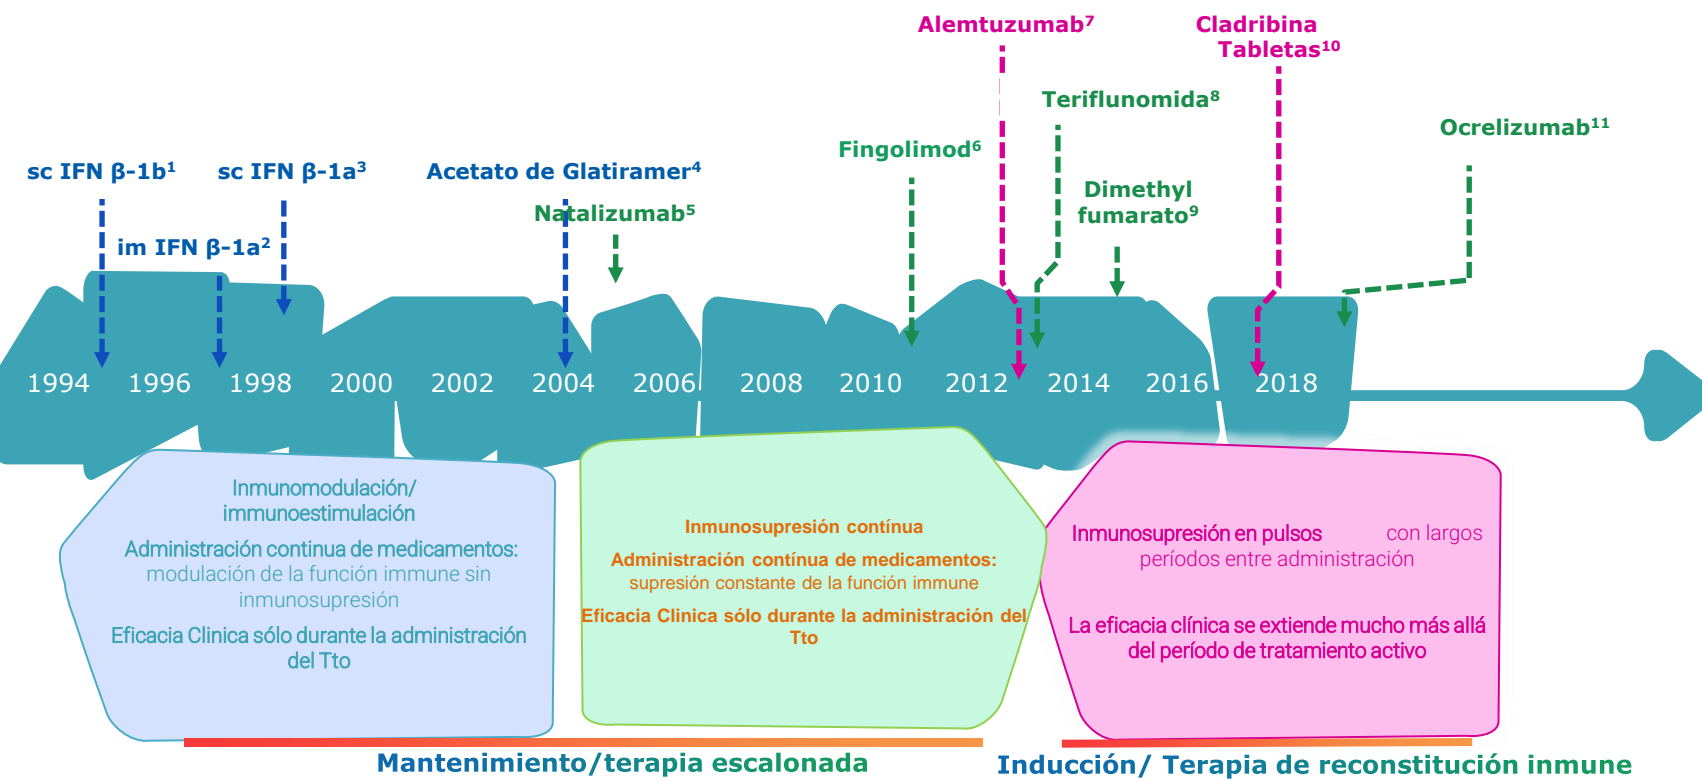 Alemtuzumab⁷
Cladribina
Tabletas¹⁰
Teriflunomida⁸
Ocrelizumab¹¹
Fingolimod⁶
sc IFN β-1b¹
sc IFN β-1a³
Acetato de Glatiramer⁴
Dimethyl
fumarato⁹
Natalizumab⁵
im IFN β-1a²
1994 1996 1998 2000 2002 2004 2006 2008 2010 2012 2014 2016 2018
Inmunomodulación/
immunoestimulación
Administración continua de medicamentos:
modulación de la función immune sin
inmunosupresión
Eficacia Clinica sólo durante la administración
del Tto
Inmunosupresión contínua
Administración contínua de medicamentos:
supresión constante de la función immune
Eficacia Clinica sólo durante la administración del
Tto
Inmunosupresión en pulsos con largos
períodos entre administración
La eficacia clínica se extiende mucho más allá
del período de tratamiento activo
Mantenimiento/terapia escalonada
Inducción/ Terapia de reconstitución inmune